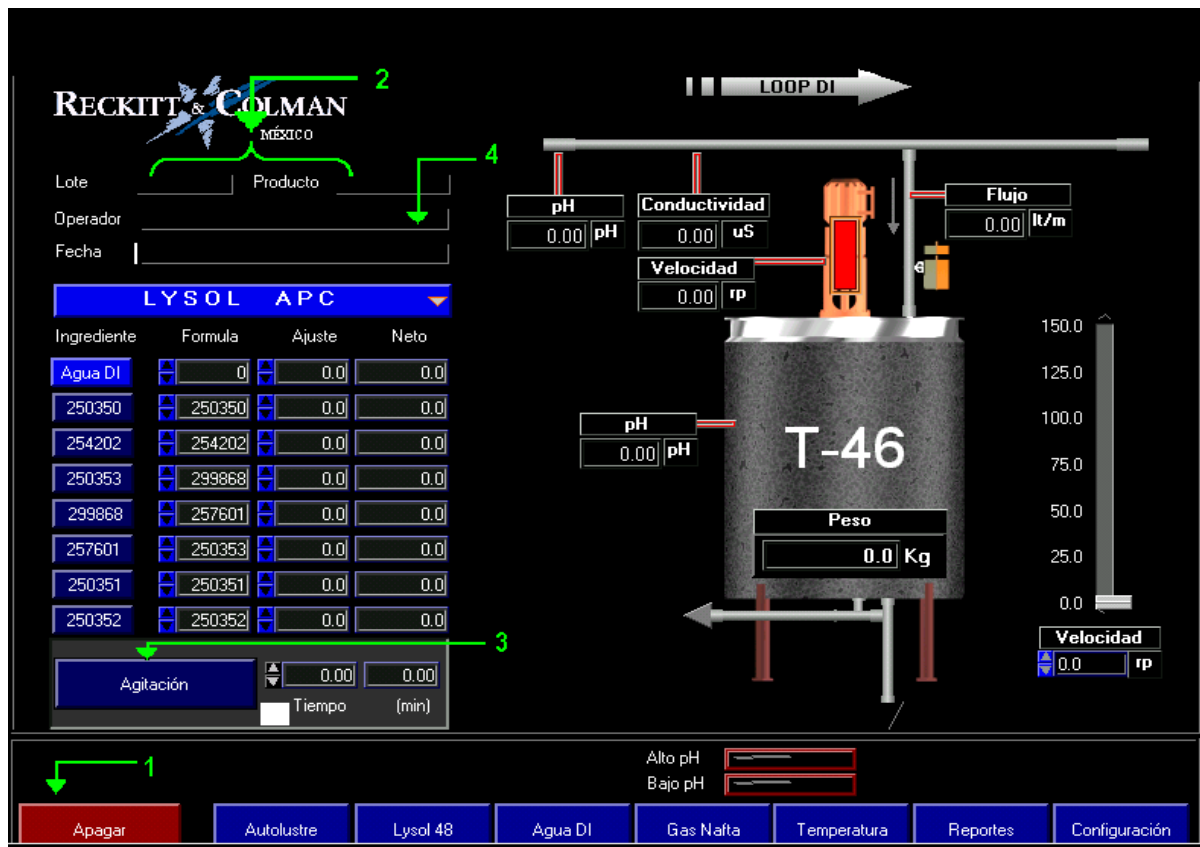 LOOP DI
2
RECKITT & COLMAN
MÉXICO
4
Lote Producto
Operador
Fecha
pH
0.00 pH
Conductividad
0.00 uS
Flujo
0.00 lt/m
Velocidad
0.00 rp
LYSOL APC
Ingrediente Formula Ajuste Neto
Agua DI 0 0.0 0.0
250350 250350 0.0 0.0
254202 254202 0.0 0.0
250353 299868 0.0 0.0
299868 257601 0.0 0.0
257601 250353 0.0 0.0
250351 250351 0.0 0.0
250352 250352 0.0 0.0
3
Agitación 0.00 0.00
Tiempo (min)
pH
0.00 pH
T-46
Peso
0.0 Kg
150.0
125.0
100.0
75.0
50.0
25.0
0.0
Velocidad
0.0 rp
1
Alto pH
Bajo pH
Apagar Autolustre Lysol 48 Agua DI Gas Nafta Temperatura Reportes Configuración